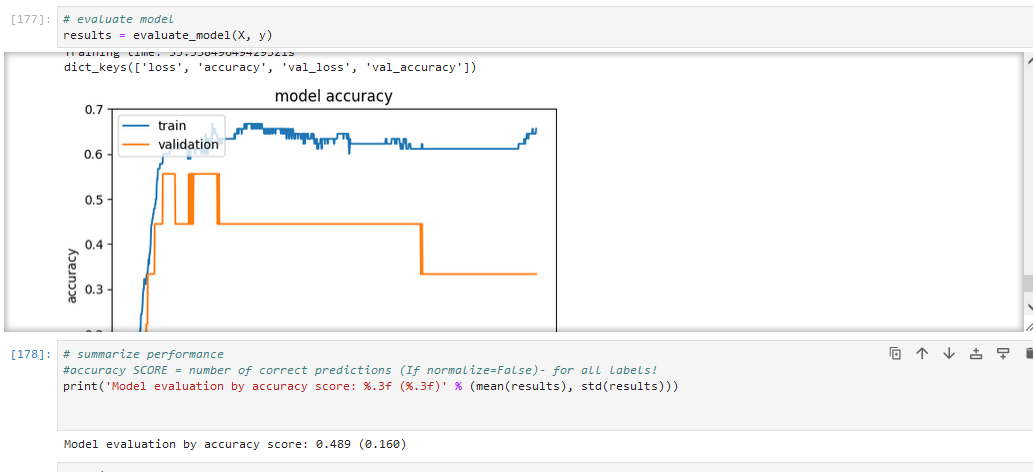 [177]:
# evaluate model
results = evaluate_model(X, y)
dict_keys(['loss', 'accuracy', 'val_loss', 'val_accuracy'])
model accuracy
train
validation
accuracy
0.7
0.6
0.5
0.4
0.3
[178]:
# summarize performance
#accuracy SCORE = number of correct predictions (If normalize=False)- for all labels!
print('Model evaluation by accuracy score: %.3f (%.3f)' % (mean(results), std(results)))
Model evaluation by accuracy score: 0.489 (0.160)